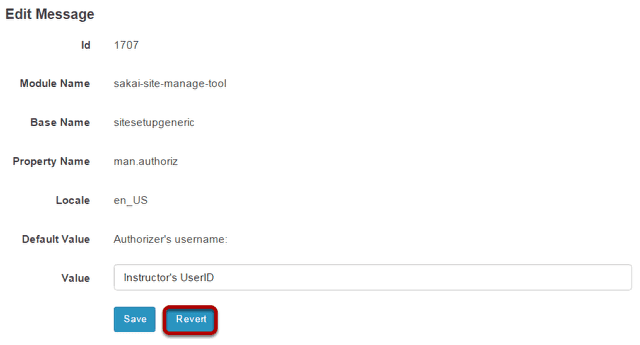 Edit Message
Id 1707
Module Name sakai-site-manage-tool
Base Name sitesetupgeneric
Property Name man.authoriz
Locale en_US
Default Value Authorizer's username:
Value Instructor's UserID
Save Revert